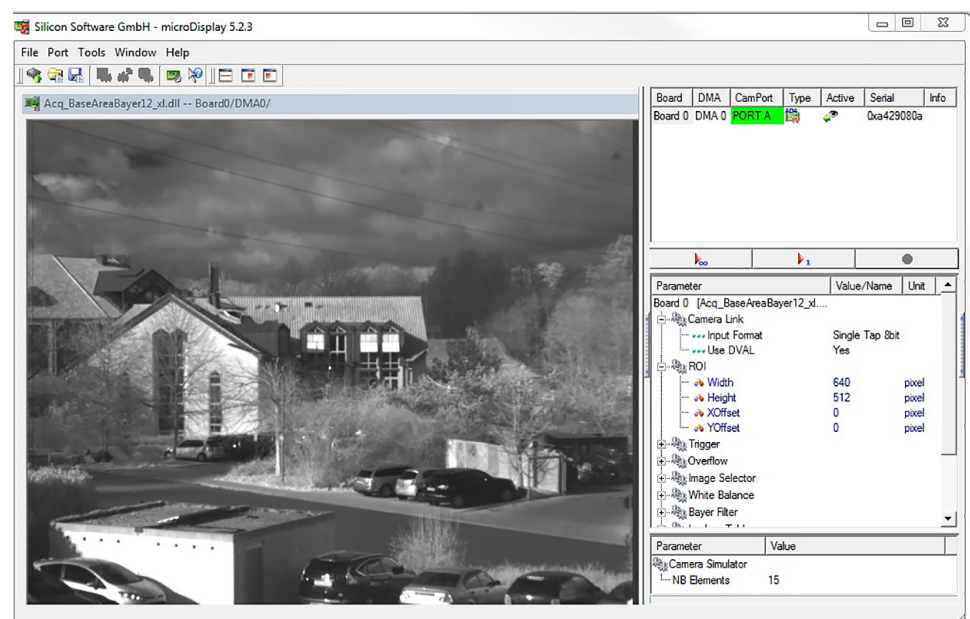 Silicon Software GmbH - microDisplay 5.2.3
File Port Tools Window Help
Acq_BaseAreaBayer12_xl.dll -- Board0/DMA0/
Board DMA CamPort Type Active Serial Info
Board 0 DMA 0 PORT A 0xa429080a
∞
1
Parameter Value/Name Unit
Board 0 [Acq_BaseAreaBayer12_xl....
Camera Link
Input Format Single Tap 8bit
Use DVAL Yes
ROI
Width 640 pixel
Height 512 pixel
XOffset 0 pixel
YOffset 0 pixel
Trigger
Overflow
Image Selector
White Balance
Bayer Filter
Parameter Value
Camera Simulator
NB Elements 15